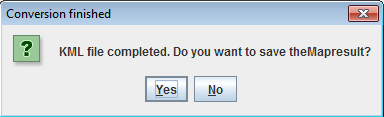 Conversion finished
KML file completed. Do you want to save theMapresult?
Yes No